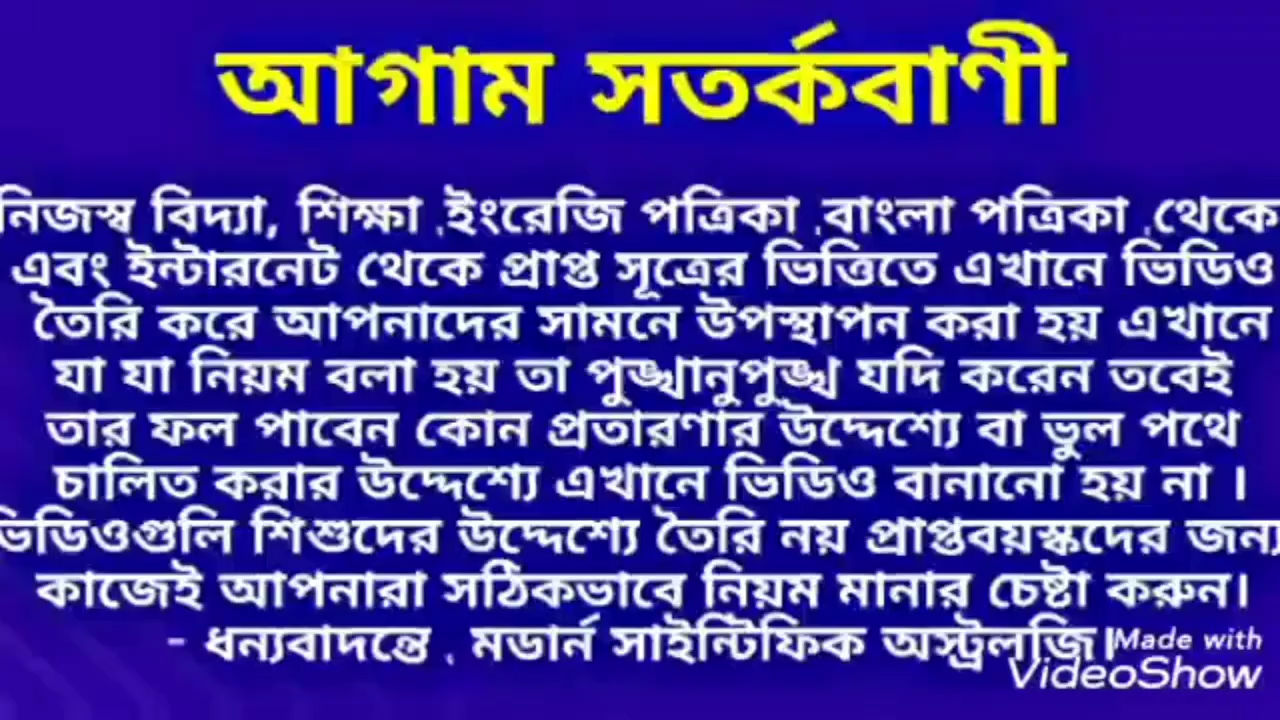 আগাম সতর্কবাণী
নিজস্ব বিদ্যা, শিক্ষা ,ইংরেজি পত্রিকা ,বাংলা পত্রিকা ,থেকে
এবং ইন্টারনেট থেকে প্রাপ্ত সূত্রের ভিত্তিতে এখানে ভিডিও
তৈরি করে আপনাদের সামনে উপস্থাপন করা হয় এখানে
যা যা নিয়ম বলা হয় তা পুঙ্খানুপুঙ্খ যদি করেন তবেই
তার ফল পাবেন কোন প্রতারণার উদ্দেশ্যে বা ভুল পথে
চালিত করার উদ্দেশ্যে এখানে ভিডিও বানানো হয় না ।
ভিডিওগুলি শিশুদের উদ্দেশ্যে তৈরি নয় প্রাপ্তবয়স্কদের জন্য
কাজেই আপনারা সঠিকভাবে নিয়ম মানার চেষ্টা করুন।
- ধন্যবাদন্তে , মডার্ন সাইন্টিফিক অস্ট্রলজি।
Made with
VideoShow